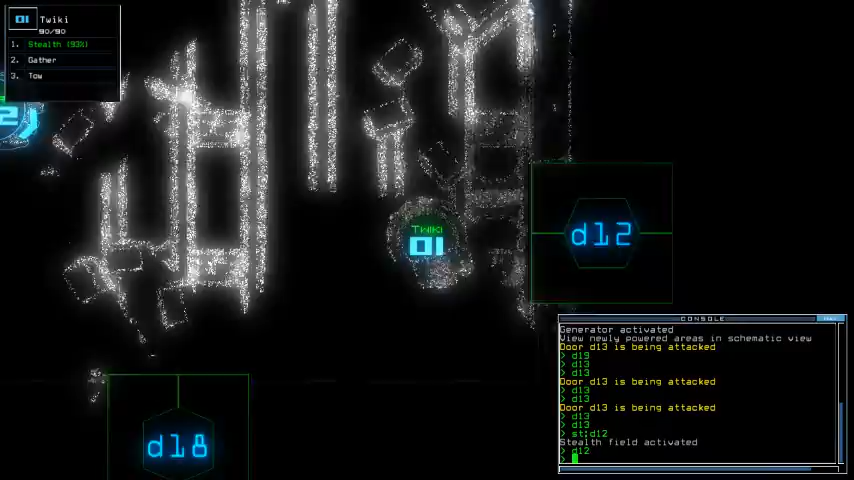 01 Twiki
90/90
1. Stealth (93%)
2. Gather
3. Tow
2
TWIKI
01
d12
d18
CONSOLE
Generator activated
View newly powered areas in schematic view
Door d13 is being attacked
> d19
> d13
> d13
Door d13 is being attacked
> d13
> d13
Door d13 is being attacked
> d13
> d13
> st:d12
Stealth field activated
> d12
>